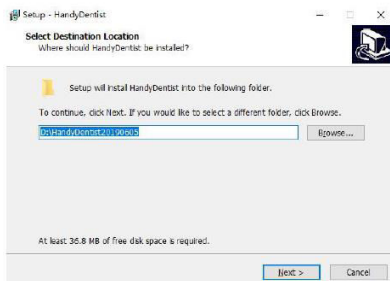 Setup - HandyDentist
Select Destination Location
Where should HandyDentist be installed?
Setup will install HandyDentist into the following folder.
To continue, click Next. If you would like to select a different folder, click Browse.
D:\HandyDentist20190605
Browse...
At least 36.8 MB of free disk space is required.
Next >
Cancel